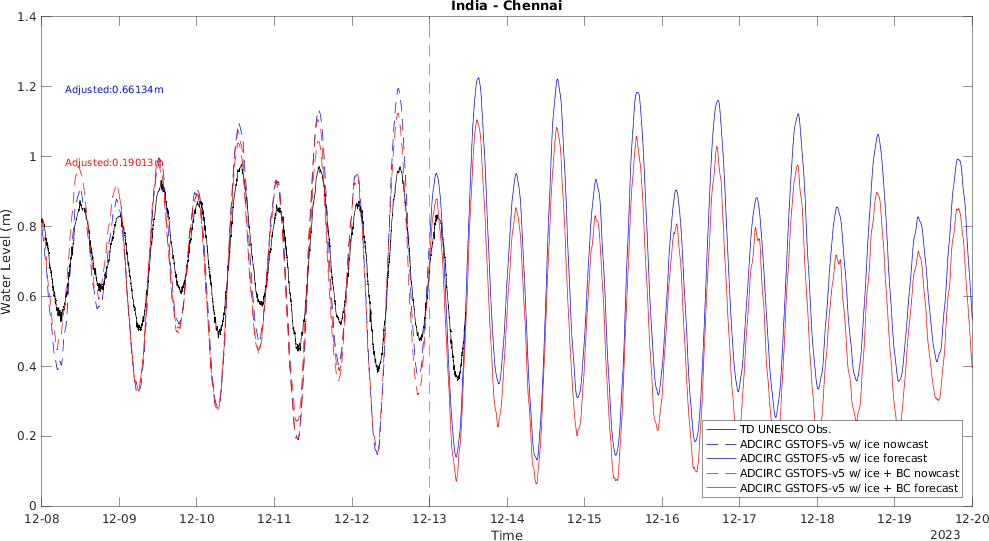 India - Chennai
1.4
1.2
1
0.8
0.6
0.4
0.2
0
Water Level (m)
Adjusted:0.66134m
Adjusted:0.19013m
TD UNESCO Obs.
ADCIRC GSTOFS-v5 w/ ice nowcast
ADCIRC GSTOFS-v5 w/ ice forecast
ADCIRC GSTOFS-v5 w/ ice + BC nowcast
ADCIRC GSTOFS-v5 w/ ice + BC forecast
12-08 12-09 12-10 12-11 12-12 12-13 12-14 12-15 12-16 12-17 12-18 12-19 12-20
Time
2023